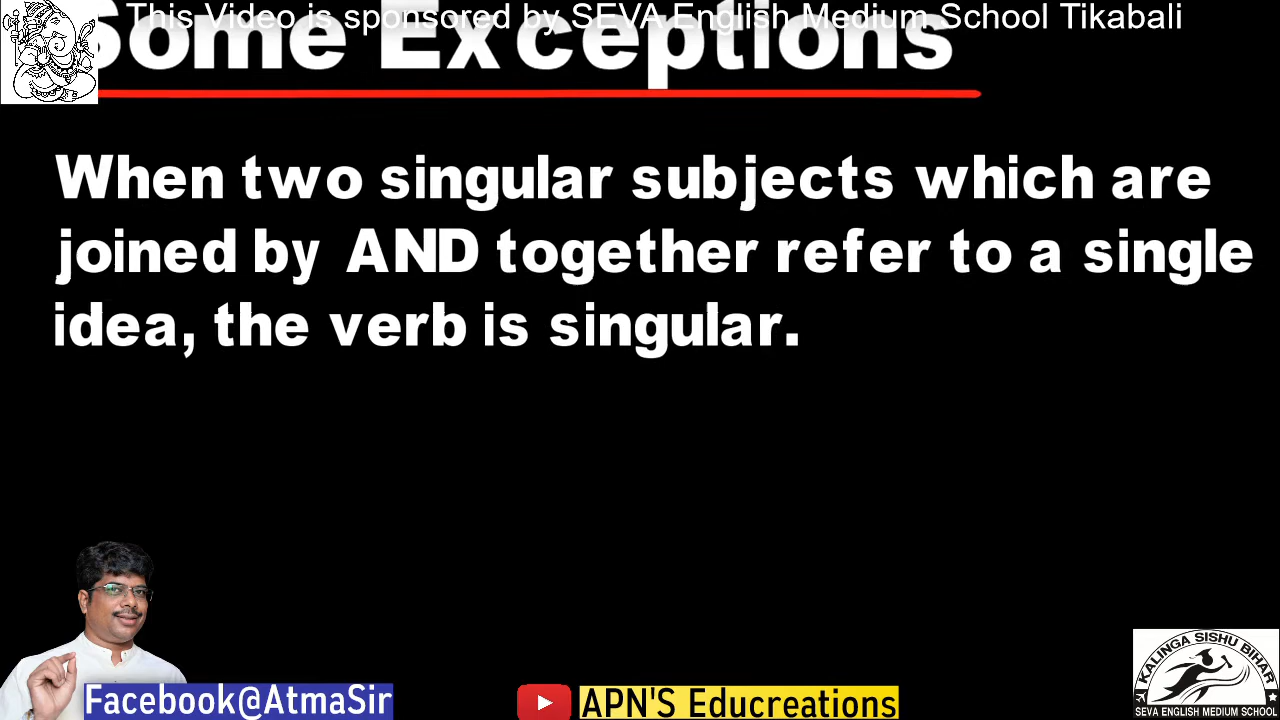 This Video is sponsored by SEVA English Medium School Tikabali
Some Exceptions
When two singular subjects which are
joined by AND together refer to a single
idea, the verb is singular.
Facebook@AtmaSir
APN'S Educreations
KALINGA SISHU BIHAR
SEVA ENGLISH MEDIUM SCHOOL